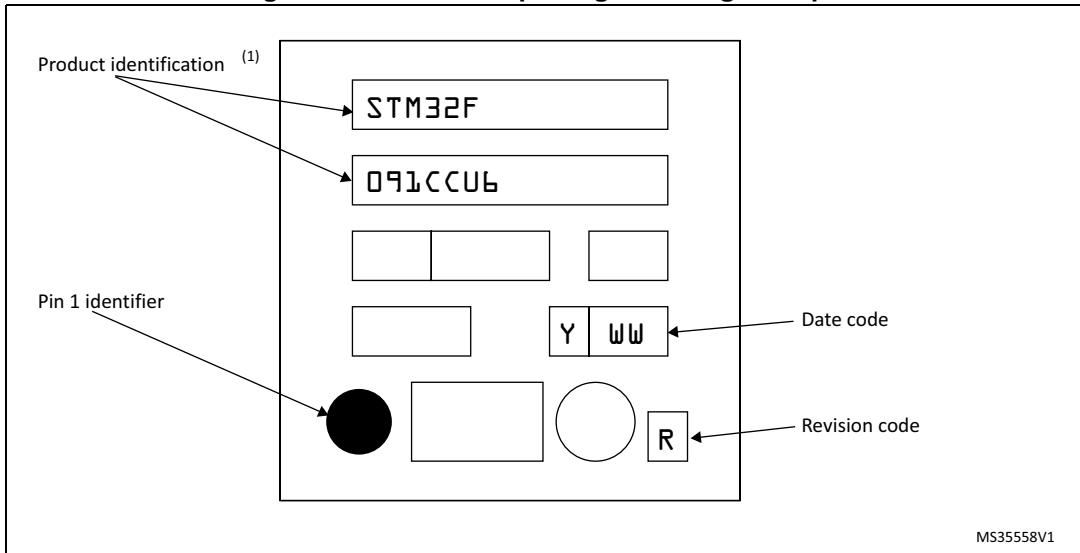 Product identification (1)
STM32F
091CCU6
Pin 1 identifier
Y WW
Date code
R
Revision code
MS35558V1